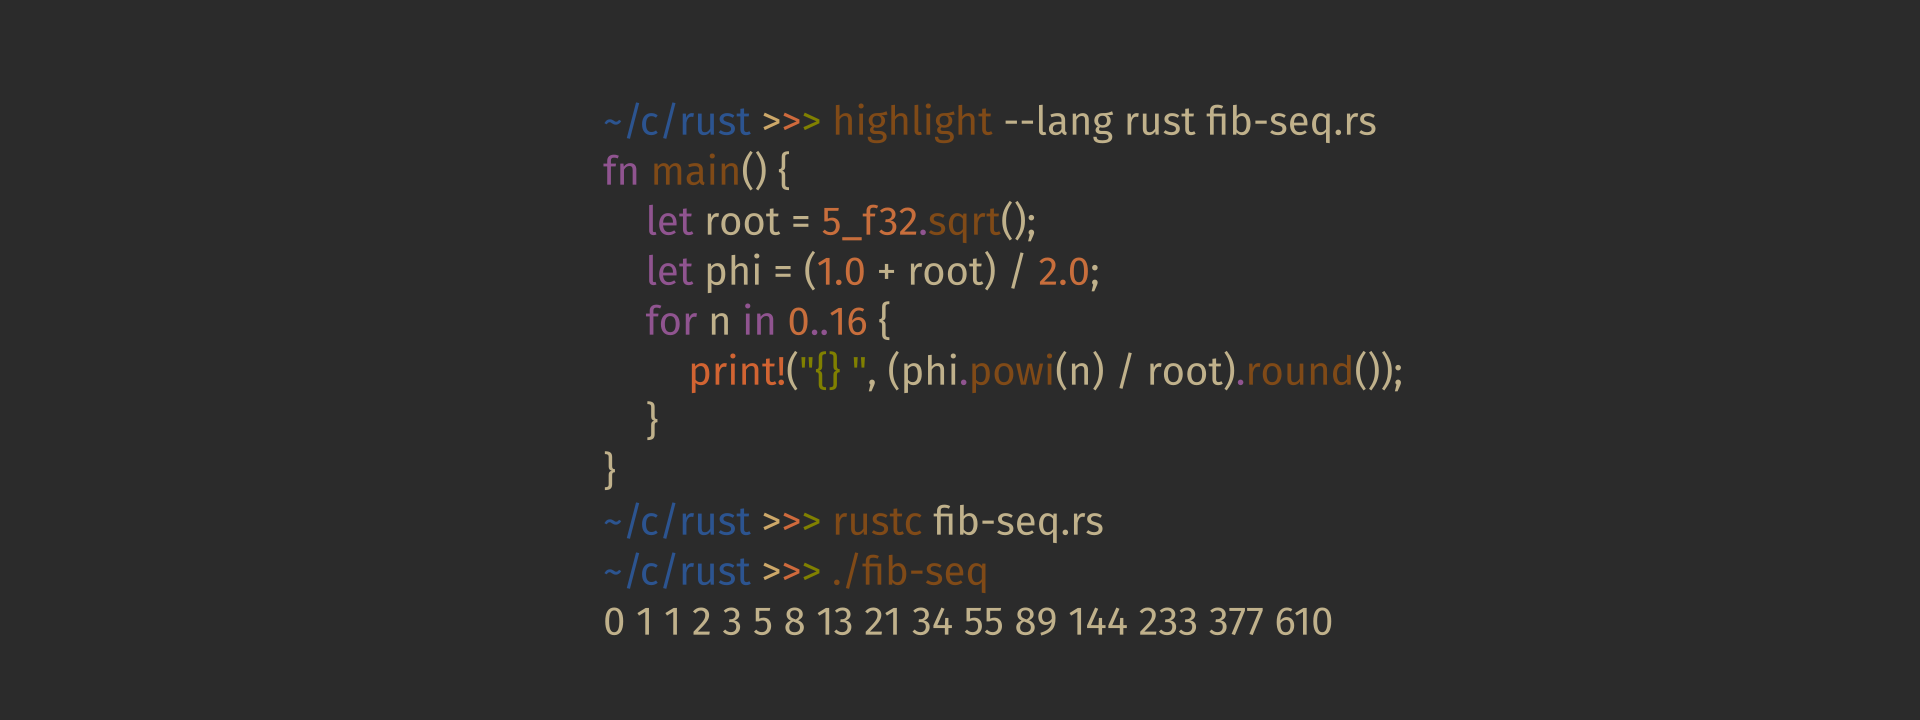 ~/c/rust >>> highlight --lang rust fib-seq.rs
fn main() {
    let root = 5_f32.sqrt();
    let phi = (1.0 + root) / 2.0;
    for n in 0..16 {
        print!("{} ", (phi.powi(n) / root).round());
    }
}
~/c/rust >>> rustc fib-seq.rs
~/c/rust >>> ./fib-seq
0 1 1 2 3 5 8 13 21 34 55 89 144 233 377 610